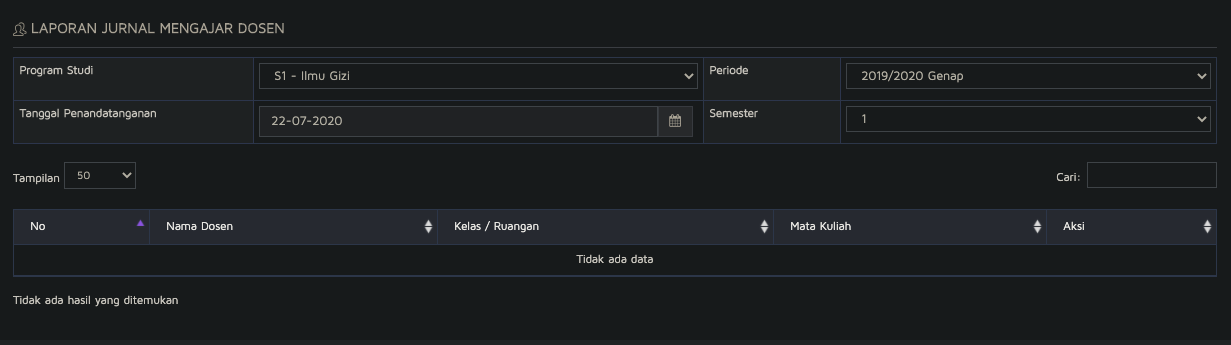 LAPORAN JURNAL MENGAJAR DOSEN
Program Studi S1 - Ilmu Gizi Periode 2019/2020 Genap
Tanggal Penandatanganan 22-07-2020 Semester 1
Tampilan 50 Cari:
No Nama Dosen Kelas / Ruangan Mata Kuliah Aksi
Tidak ada data
Tidak ada hasil yang ditemukan